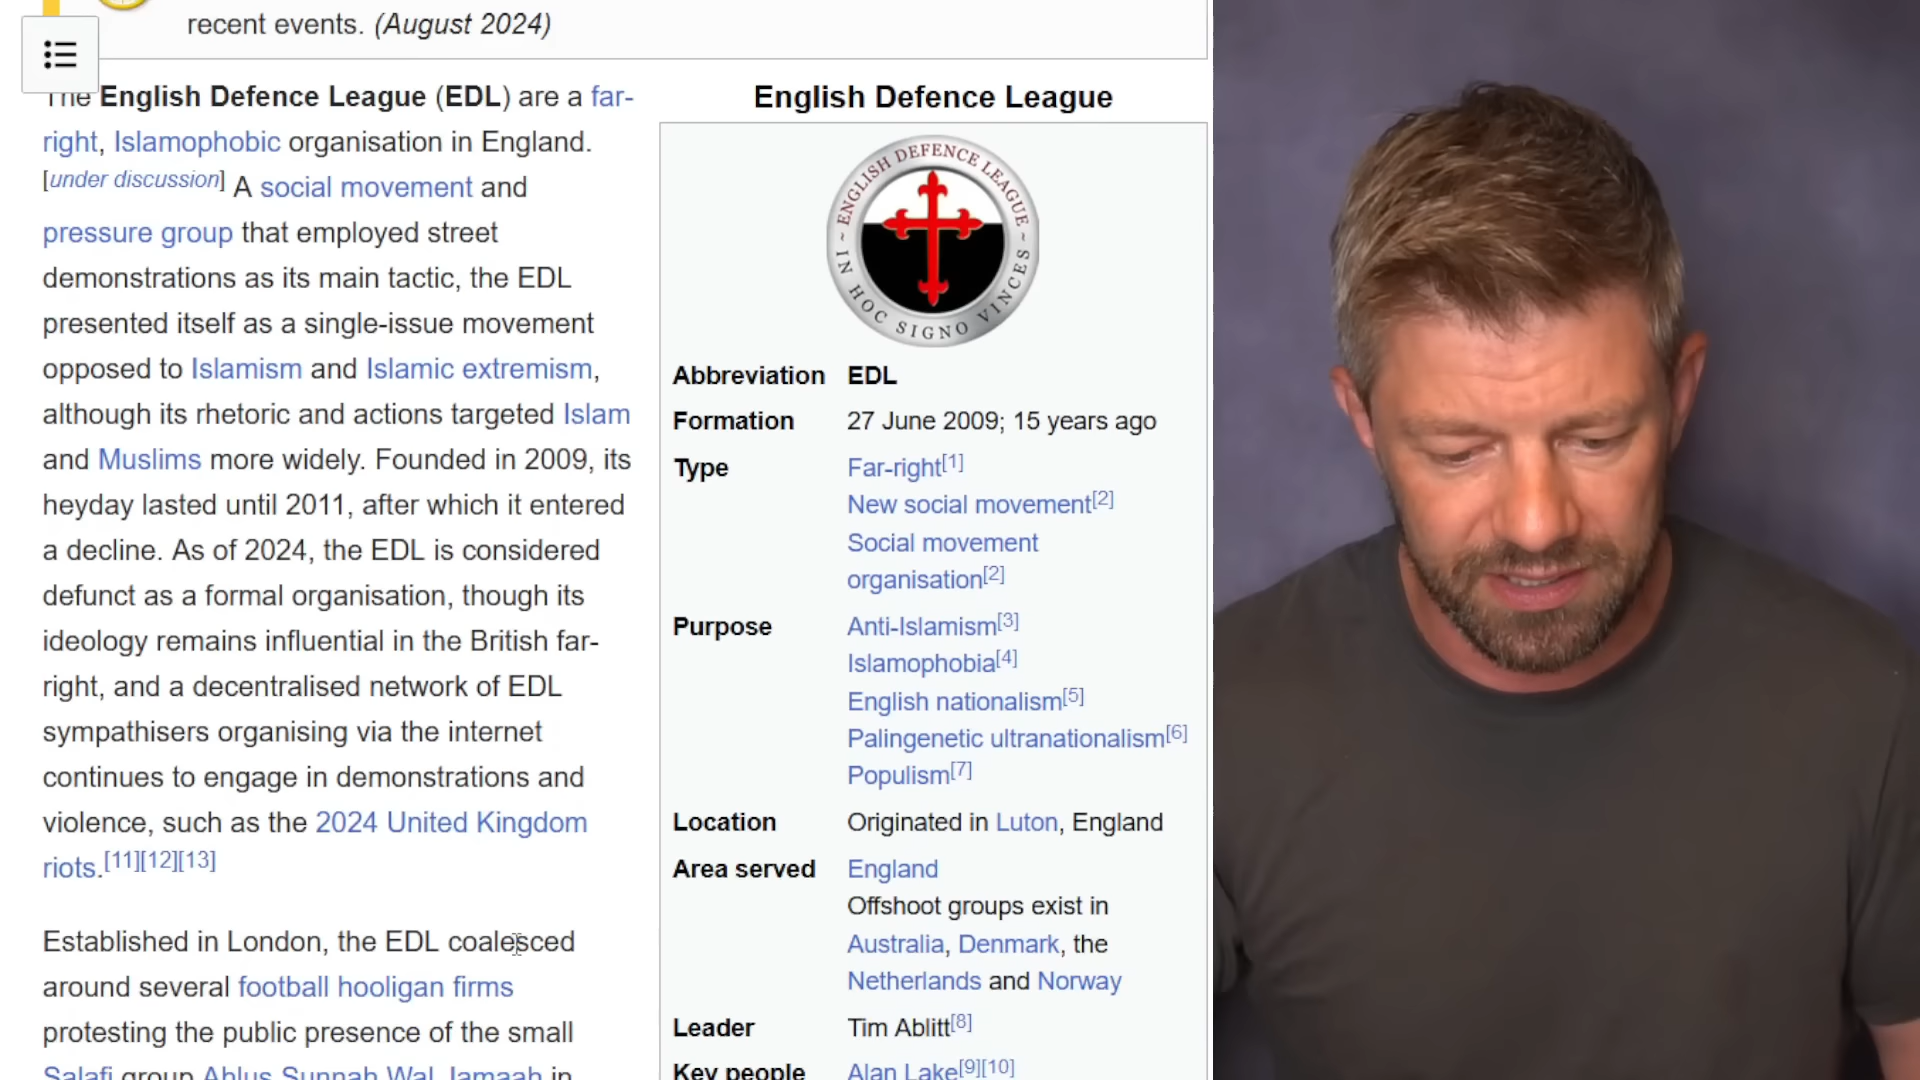 recent events. (August 2024)
The English Defence League (EDL) are a far-
right, Islamophobic organisation in England.
[under discussion] A social movement and
pressure group that employed street
demonstrations as its main tactic, the EDL
presented itself as a single-issue movement
opposed to Islamism and Islamic extremism,
although its rhetoric and actions targeted Islam
and Muslims more widely. Founded in 2009, its
heyday lasted until 2011, after which it entered
a decline. As of 2024, the EDL is considered
defunct as a formal organisation, though its
ideology remains influential in the British far-
right, and a decentralised network of EDL
sympathisers organising via the internet
continues to engage in demonstrations and
violence, such as the 2024 United Kingdom
riots.[11][12][13]
Established in London, the EDL coalesced
around several football hooligan firms
protesting the public presence of the small
Salafi group Ahlus Sunnah Wal Jamaah in
English Defence League
~ ENGLISH DEFENCE LEAGUE ~
IN HOC SIGNO VINCES
Abbreviation EDL
Formation 27 June 2009; 15 years ago
Type Far-right[1]
New social movement[2]
Social movement
organisation[2]
Purpose Anti-Islamism[3]
Islamophobia[4]
English nationalism[5]
Palingenetic ultranationalism[6]
Populism[7]
Location Originated in Luton, England
Area served England
Offshoot groups exist in
Australia, Denmark, the
Netherlands and Norway
Leader Tim Ablitt[8]
Key people Alan Lake[9][10]